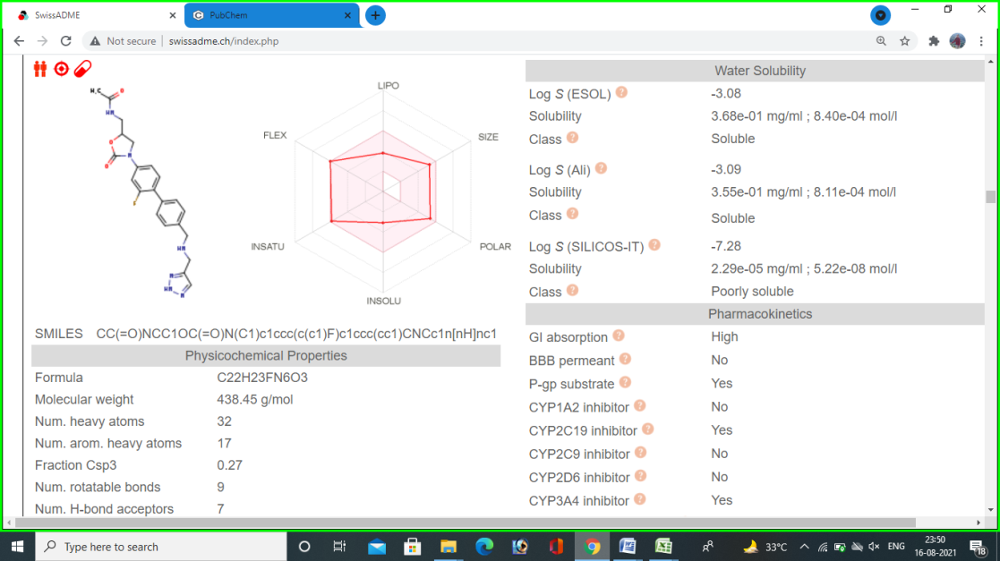 SwissADME
PubChem
Not secure
swissadme.ch/index.php
H₃C
O
HN
O
O
N
F
HN
N
HN
N
LIPO
SIZE
POLAR
INSOLU
INSATU
FLEX
SMILES CC(=O)NCC1OC(=O)N(C1)c1ccc(c(c1)F)c1ccc(cc1)CNCc1n[nH]nc1
Physicochemical Properties
Formula C22H23FN6O3
Molecular weight 438.45 g/mol
Num. heavy atoms 32
Num. arom. heavy atoms 17
Fraction Csp3 0.27
Num. rotatable bonds 9
Num. H-bond acceptors 7
Water Solubility
Log S (ESOL) ? -3.08
Solubility 3.68e-01 mg/ml ; 8.40e-04 mol/l
Class ? Soluble
Log S (Ali) ? -3.09
Solubility 3.55e-01 mg/ml ; 8.11e-04 mol/l
Class ? Soluble
Log S (SILICOS-IT) ? -7.28
Solubility 2.29e-05 mg/ml ; 5.22e-08 mol/l
Class ? Poorly soluble
Pharmacokinetics
GI absorption ? High
BBB permeant ? No
P-gp substrate ? Yes
CYP1A2 inhibitor ? No
CYP2C19 inhibitor ? Yes
CYP2C9 inhibitor ? No
CYP2D6 inhibitor ? No
CYP3A4 inhibitor ? Yes
Type here to search
33°C
ENG
23:50
16-08-2021
18